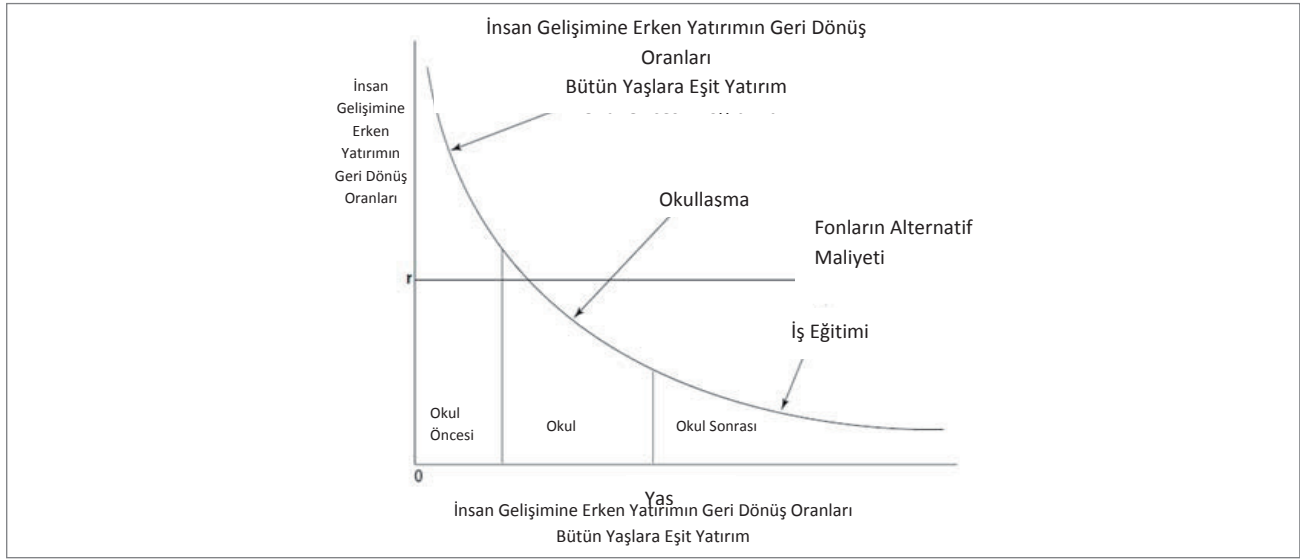 İnsan Gelişimine Erken Yatırımın Geri Dönüş
Oranları
Bütün Yaşlara Eşit Yatırım
İnsan
Gelişimine
Erken
Yatırımın
Geri Dönüş
Oranları
Okullasma
Fonların Alternatif
Maliyeti
r
İş Eğitimi
Okul
Öncesi
Okul
Okul Sonrası
0
Yas
İnsan Gelişimine Erken Yatırımın Geri Dönüş Oranları
Bütün Yaşlara Eşit Yatırım